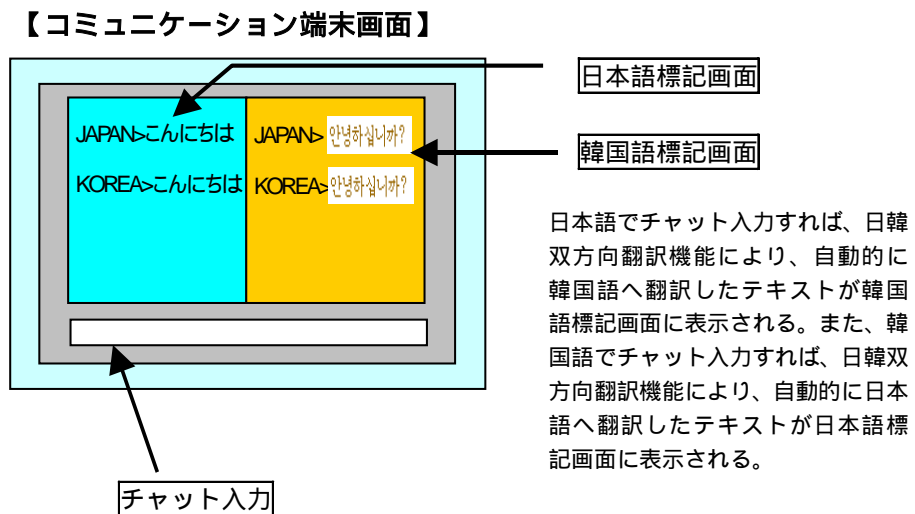 【コミュニケーション端末画面】
JAPAN>こんにちは
KOREA>こんにちは
JAPAN> 안녕하십니까?
KOREA>안녕하십니까?
日本語標記画面
韓国語標記画面
日本語でチャット入力すれば、日韓
双方向翻訳機能により、自動的に
韓国語へ翻訳したテキストが韓国
語標記画面に表示される。また、韓
国語でチャット入力すれば、日韓双
方向翻訳機能により、自動的に日本
語へ翻訳したテキストが日本語標
記画面に表示される。
チャット入力